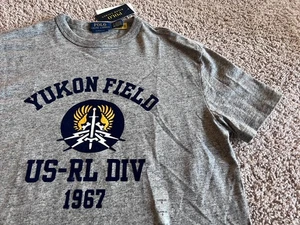 POLO
YUKON FIELD
US-RL DIV
1967